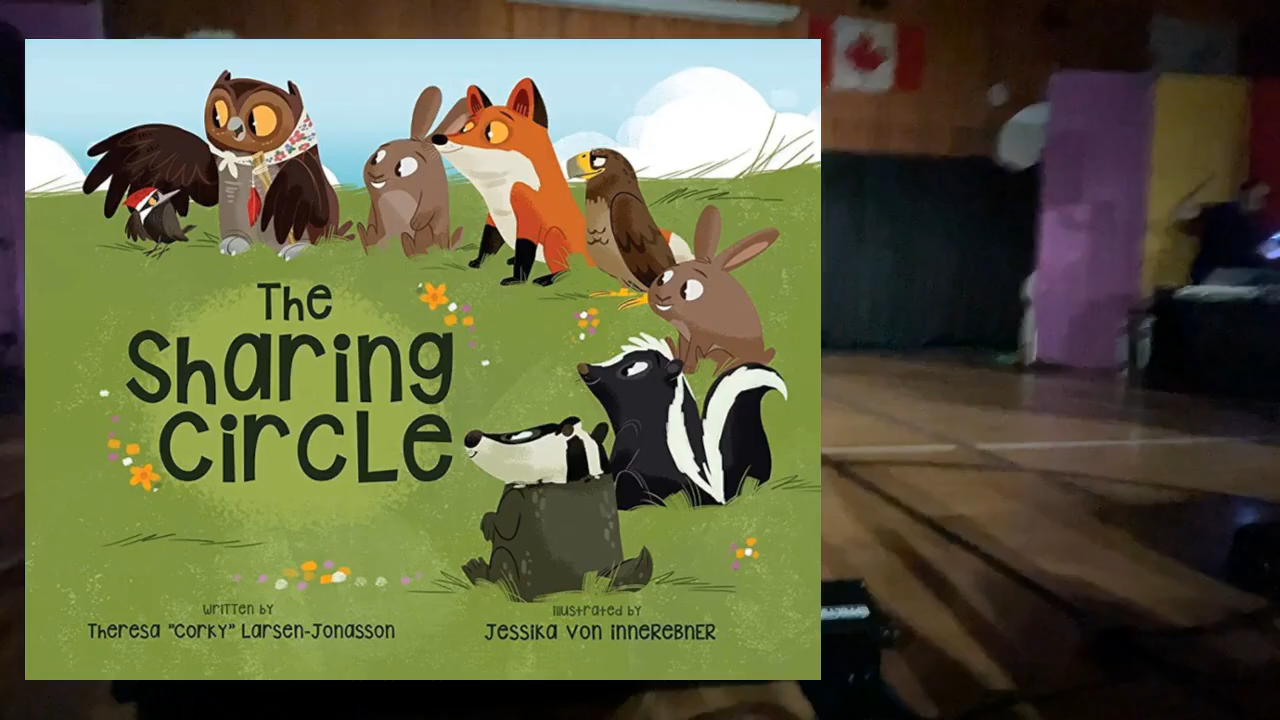 The
Sharing
Circle
written by
Theresa "Corky" Larsen-Jonasson
illustrated by
Jessika von Innerebner